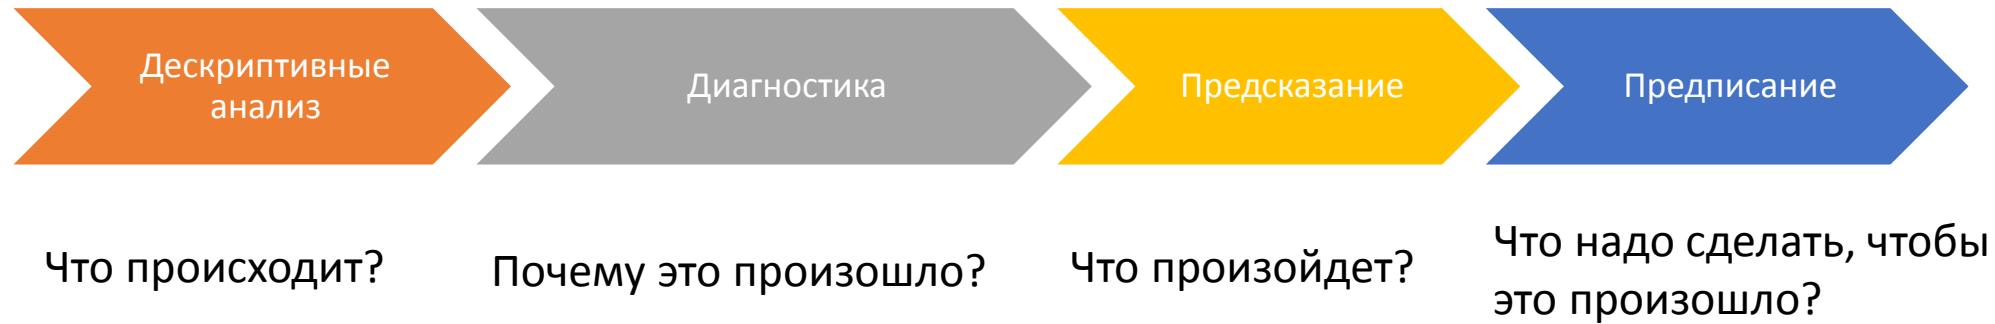 Дескриптивные
анализ
Диагностика
Предсказание
Предписание
Что происходит?
Почему это произошло?
Что произойдет?
Что надо сделать, чтобы
это произошло?